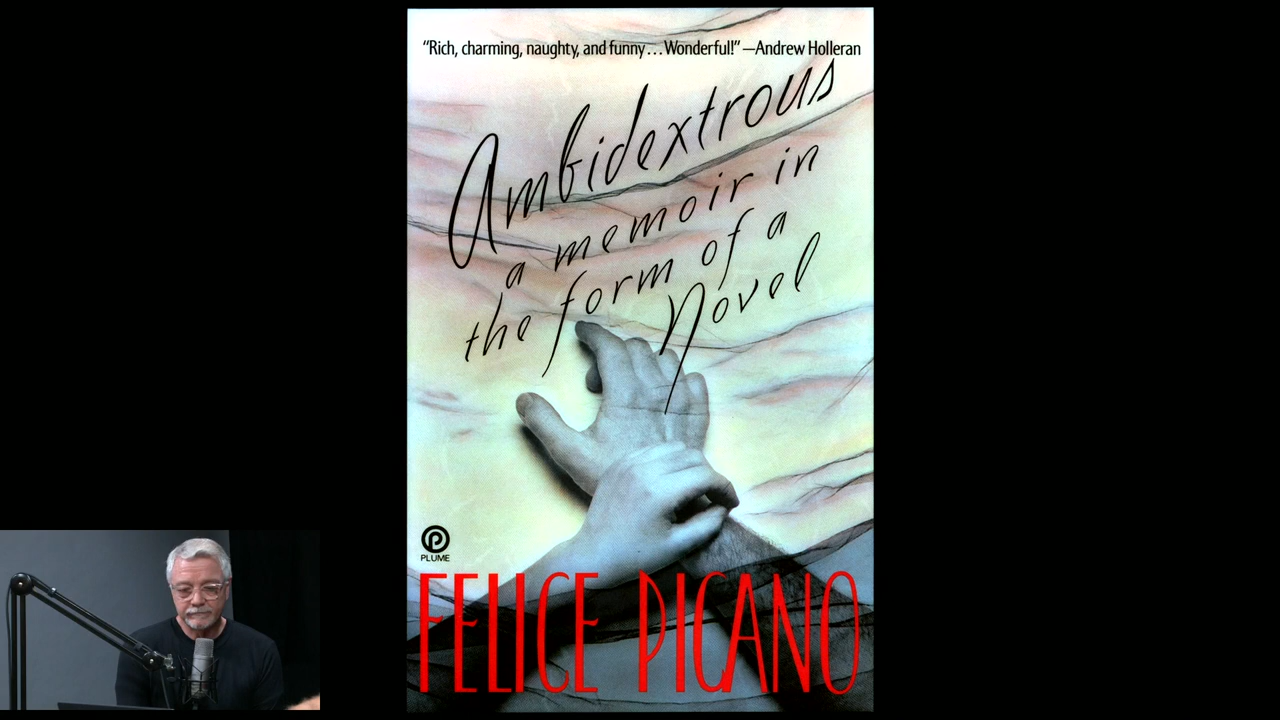 “Rich, charming, naughty, and funny...Wonderful!” —Andrew Holleran
Ambidextrous
a memoir in
the form of a
Novel
PLUME
FELICE PICANO